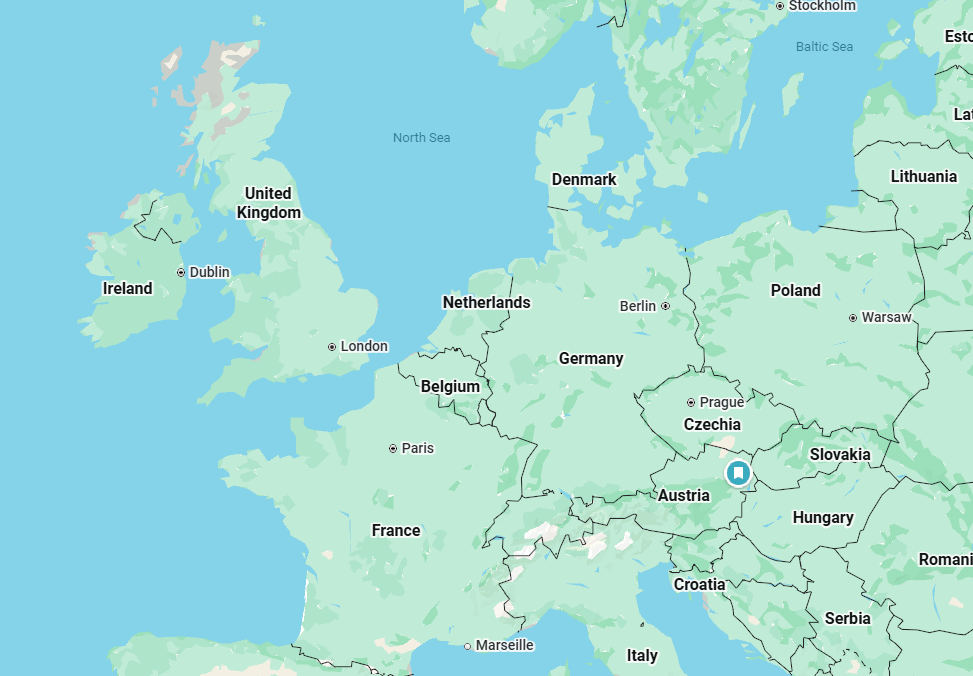 Stockholm
Baltic Sea
Esto
Lat
North Sea
Lithuania
Denmark
United
Kingdom
Dublin
Ireland
Netherlands
Berlin
Poland
Warsaw
London
Germany
Belgium
Prague
Czechia
Paris
Slovakia
Austria
Hungary
France
Romani
Croatia
Serbia
Marseille
Italy